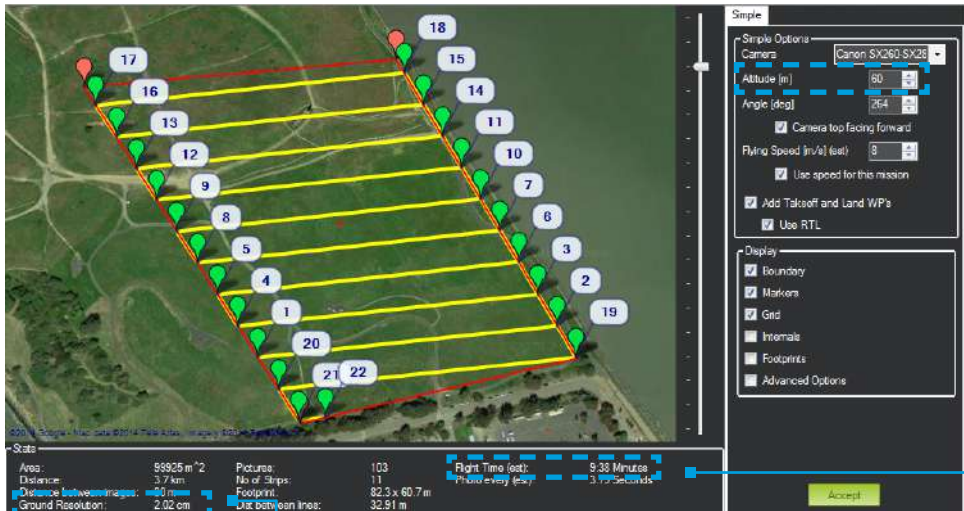 18
17
15
16
14
13
11
12
10
9
7
8
6
5
3
4
2
1
19
20
21
22
Simple
Simple Options
Camera Canon SX260-SX28
Altitude [m] 60
Angle [deg] 264
Camera top facing forward
Flying Speed [m/s] (est) 8
Use speed for this mission
Add Takeoff and Land WP's
Use RTL
Display
Boundary
Markers
Grid
Internals
Footprints
Advanced Options
Accept
Stats
Area: 99925 m^2
Distance: 3.7 km
Distance between images:
Ground Resolution: 2.02 cm
Pictures: 103
No of Strips: 11
Footprint: 82.3 x 60.7 m
Dist between lines: 32.91 m
Flight Time (est): 9:38 Minutes
Photo every (est): Seconds